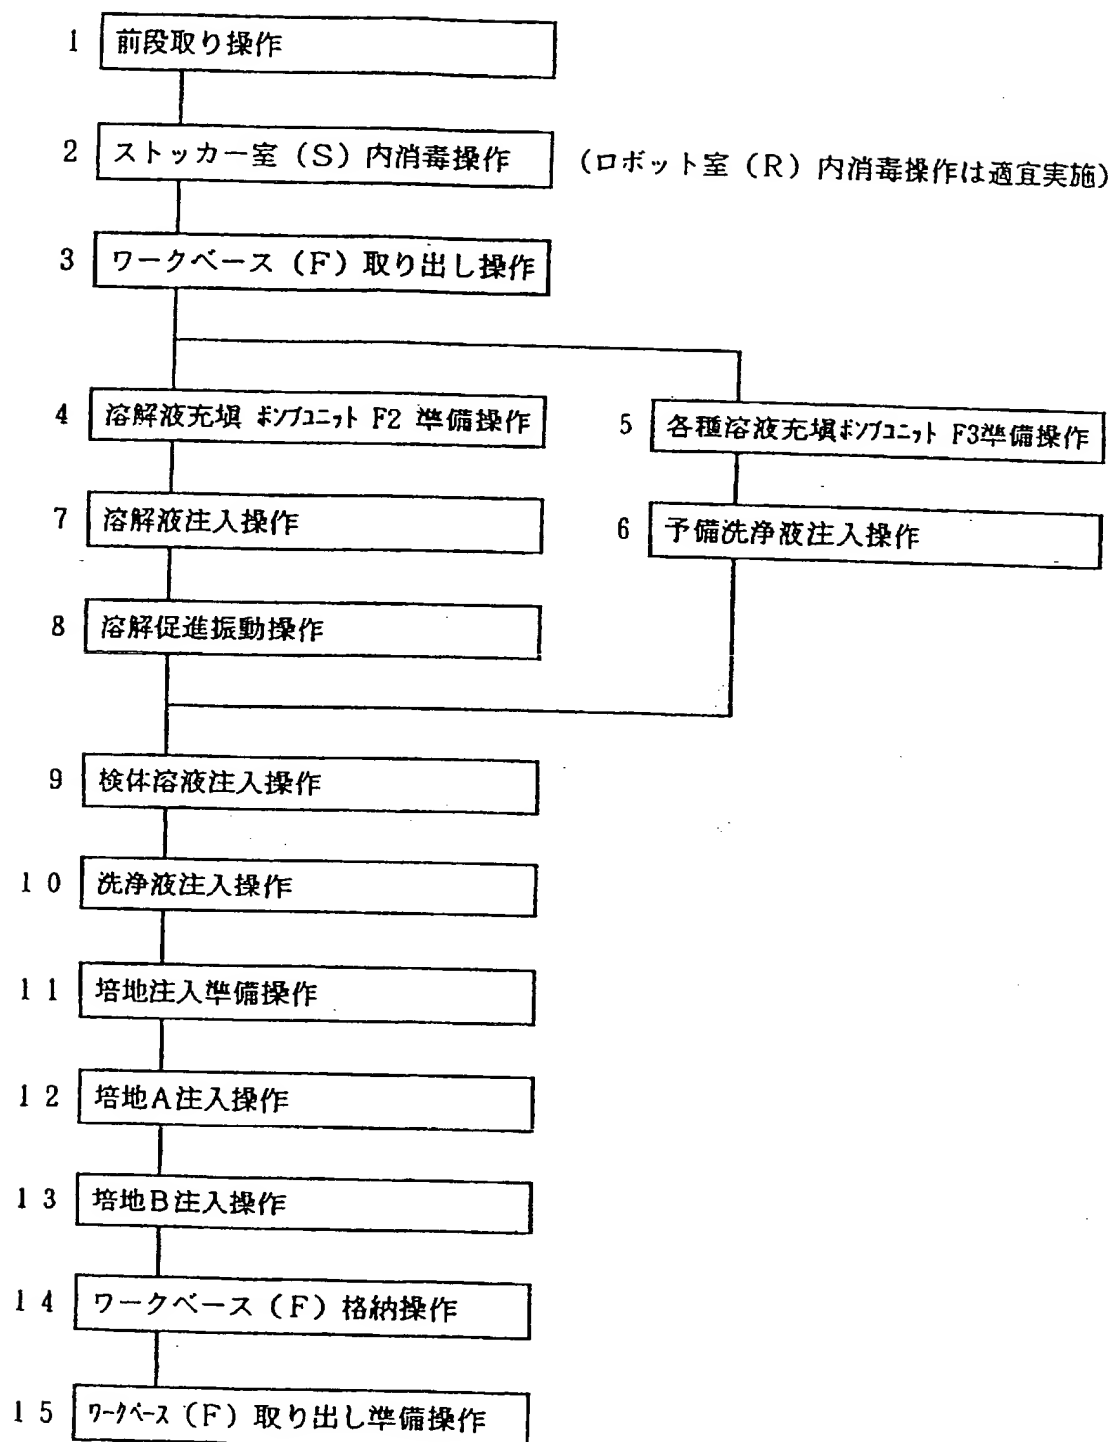 1 前段取り操作
2 ストッカー室(S)内消毒操作 (ロボット室(R)内消毒操作は適宜実施)
3 ワークベース(F)取り出し操作
4 溶解液充填 ポンプユニット F2 準備操作
5 各種溶液充填ポンプユニット F3準備操作
7 溶解液注入操作
6 予備洗浄液注入操作
8 溶解促進振動操作
9 検体溶液注入操作
10 洗浄液注入操作
11 培地注入準備操作
12 培地A注入操作
13 培地B注入操作
14 ワークベース(F)格納操作
15 ワークベース(F)取り出し準備操作